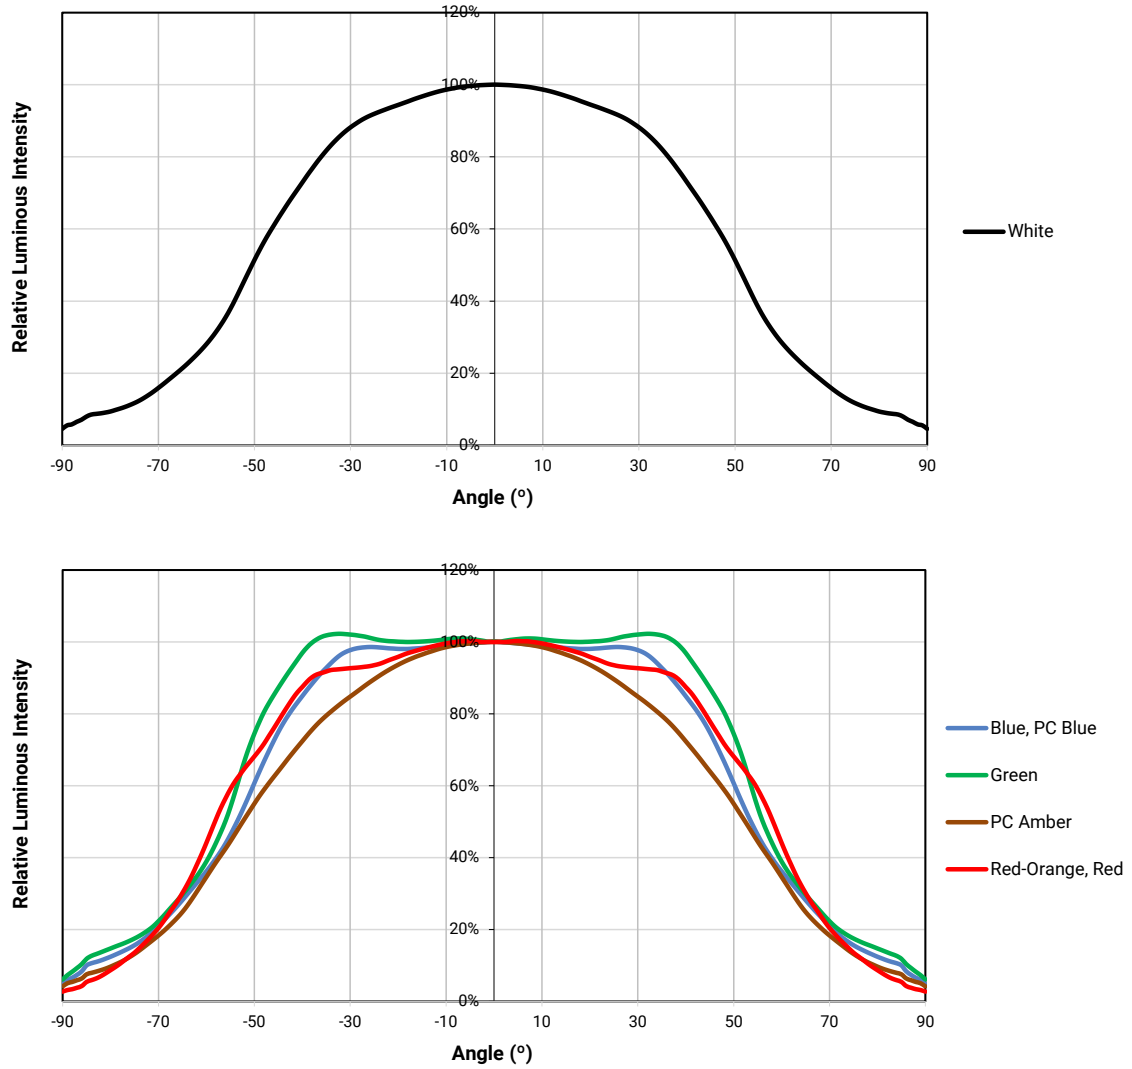 120%
100%
80%
60%
40%
20%
0%
-90 -70 -50 -30 -10 10 30 50 70 90
Angle (º)
Relative Luminous Intensity
White
120%
100%
80%
60%
40%
20%
0%
-90 -70 -50 -30 -10 10 30 50 70 90
Angle (º)
Relative Luminous Intensity
Blue, PC Blue
Green
PC Amber
Red-Orange, Red